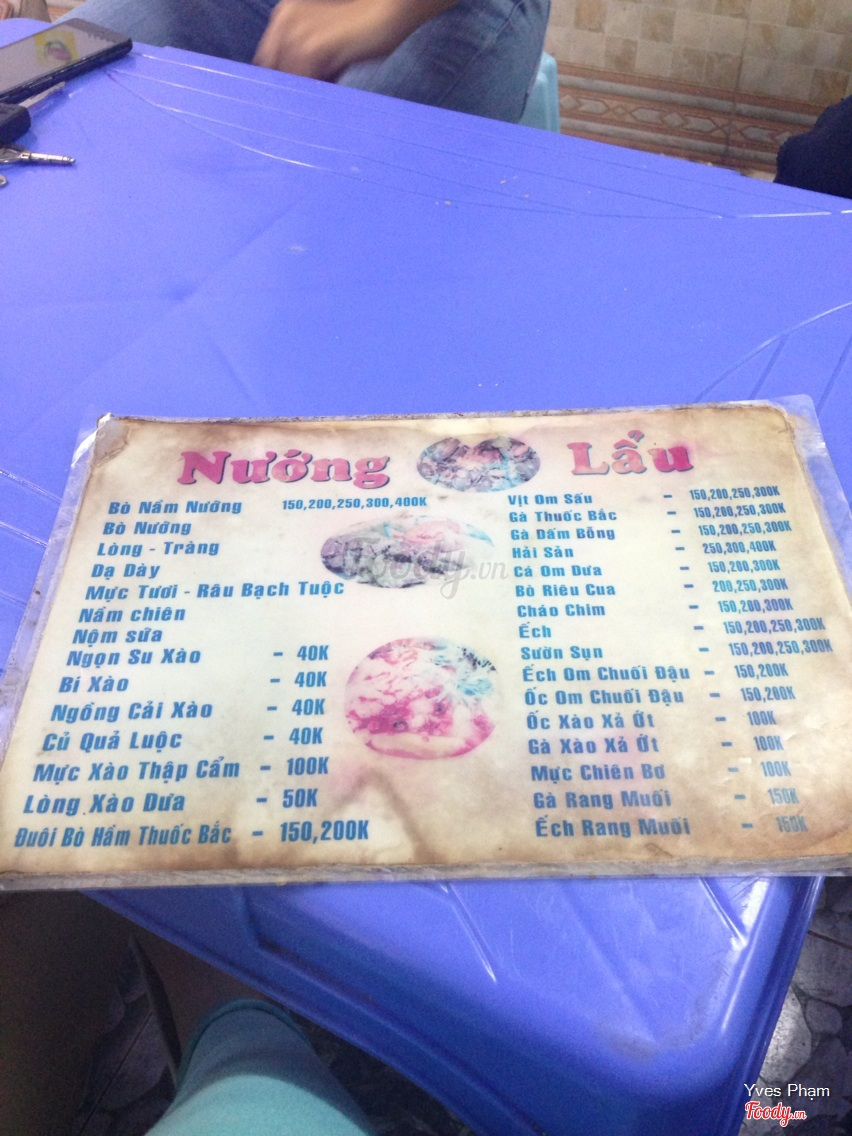 Nướng
Bò Nầm Nướng 150,200,250,300,400K
Bò Nướng
Lòng - Tràng
Dạ Dày
Mực Tươi - Râu Bạch Tuộc
Nầm chiên
Nộm sứa
Ngọn Su Xào - 40K
Bí Xào - 40K
Ngồng Cải Xào - 40K
Củ Quả Luộc - 40K
Mực Xào Thập Cẩm - 100K
Lòng Xào Dưa - 50K
Đuôi Bò Hầm Thuốc Bắc - 150,200K
Lẩu
Vịt Om Sấu - 150,200,250,300K
Gà Thuốc Bắc - 150,200,250,300K
Gà Dấm Bỗng - 150,200,250,300K
Hải Sản - 250,300,400K
Cá Om Dưa - 150,200,300K
Bò Riêu Cua - 200,250,300K
Cháo Chim - 150,200,300K
Ếch - 150,200,250,300K
Sườn Sụn - 150,200,250,300K
Ếch Om Chuối Đậu - 150,200K
Ốc Om Chuối Đậu - 150,200K
Ốc Xào Xả Ớt - 100K
Gà Xào Xả Ớt - 100K
Mực Chiên Bơ - 100K
Gà Rang Muối - 150K
Ếch Rang Muối - 150K
Foody.vn
Yves Phạm
Foody.vn